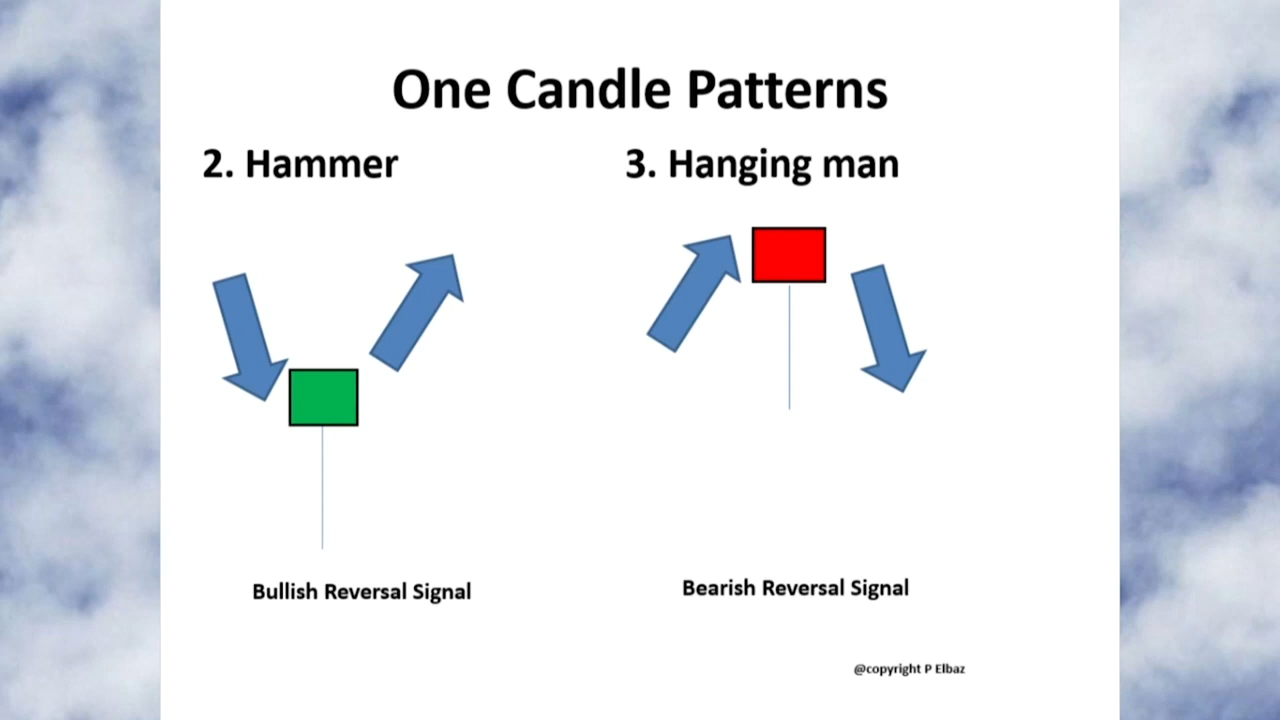 One Candle Patterns
2. Hammer
3. Hanging man
Bullish Reversal Signal
Bearish Reversal Signal
@copyright P Elbaz